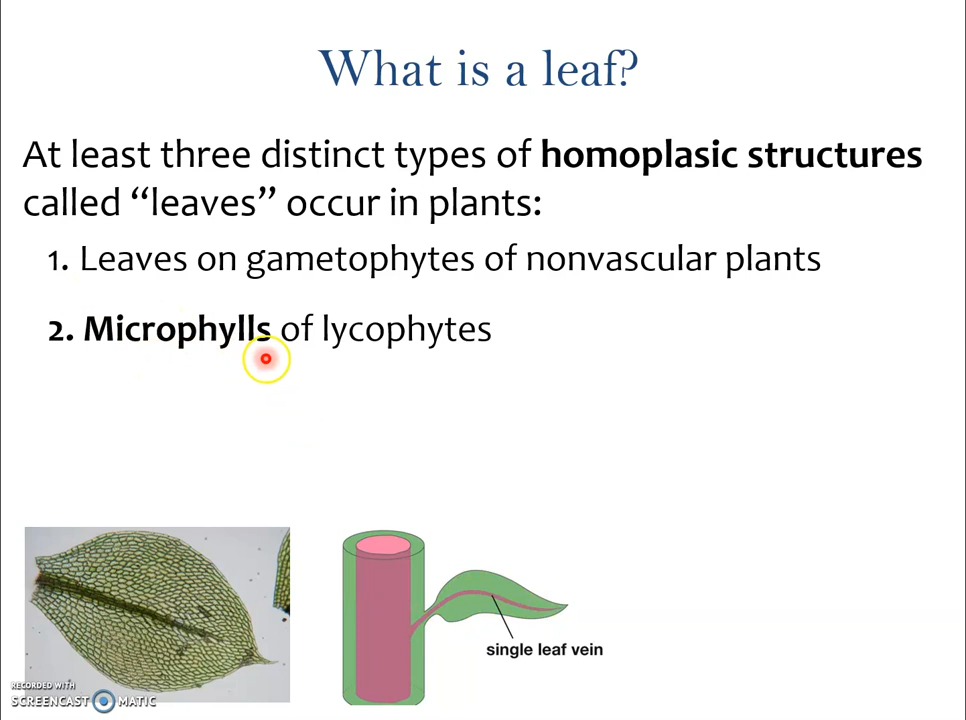 What is a leaf?
At least three distinct types of homoplasic structures
called “leaves” occur in plants:
1. Leaves on gametophytes of nonvascular plants
2. Microphylls of lycophytes
single leaf vein
RECORDED WITH
SCREENCAST MATIC